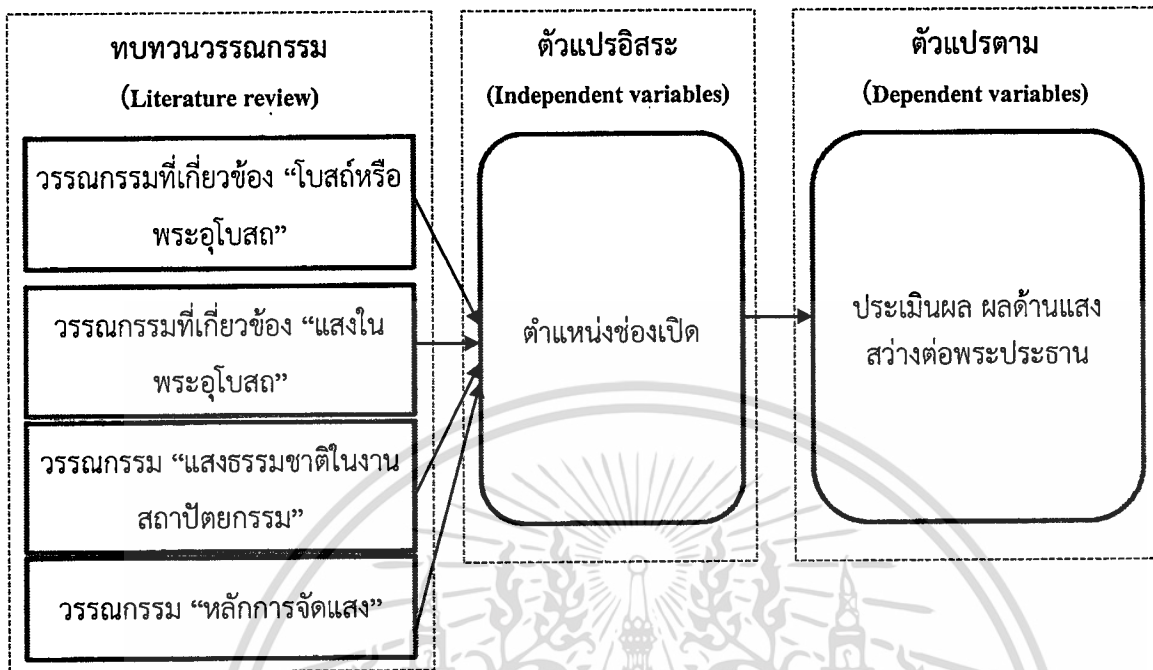 ทบทวนวรรณกรรม
(Literature review)
วรรณกรรมที่เกี่ยวข้อง “โบสถ์หรือ
พระอุโบสถ”
วรรณกรรมที่เกี่ยวข้อง “แสงใน
พระอุโบสถ”
วรรณกรรม “แสงธรรมชาติในงาน
สถาปัตยกรรม”
วรรณกรรม “หลักการจัดแสง”
ตัวแปรอิสระ
(Independent variables)
ตำแหน่งช่องเปิด
ตัวแปรตาม
(Dependent variables)
ประเมินผล ผลด้านแสง
สว่างต่อพระประธาน